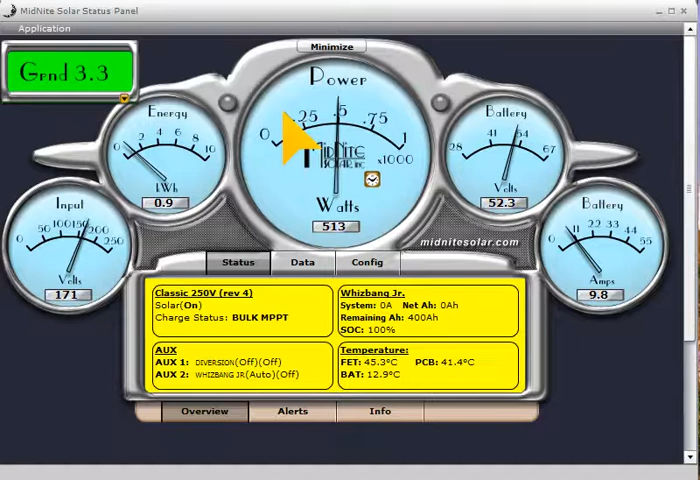 MidNite Solar Status Panel
Application
Grnd 3.3
Minimize
Power
0 .25 .5 .75 1
x1000
MidNite
SOLAR INC
Watts
513
Energy
0 2 4 6 8 10
kWh
0.9
Battery
28 41 54 67
Volts
52.3
Input
0 50 100 150 200 250
Volts
171
Battery
0 11 22 33 44 55
Amps
9.8
midnitesolar.com
Status Data Config
Classic 250V (rev 4)
Solar(On)
Charge Status: BULK MPPT
Whizbang Jr.
System: 0A Net Ah: 0Ah
Remaining Ah: 400Ah
SOC: 100%
AUX
AUX 1: DIVERSION(Off)(Off)
AUX 2: WHIZBANG JR(Auto)(Off)
Temperature:
FET: 45.3°C PCB: 41.4°C
BAT: 12.9°C
Overview Alerts Info